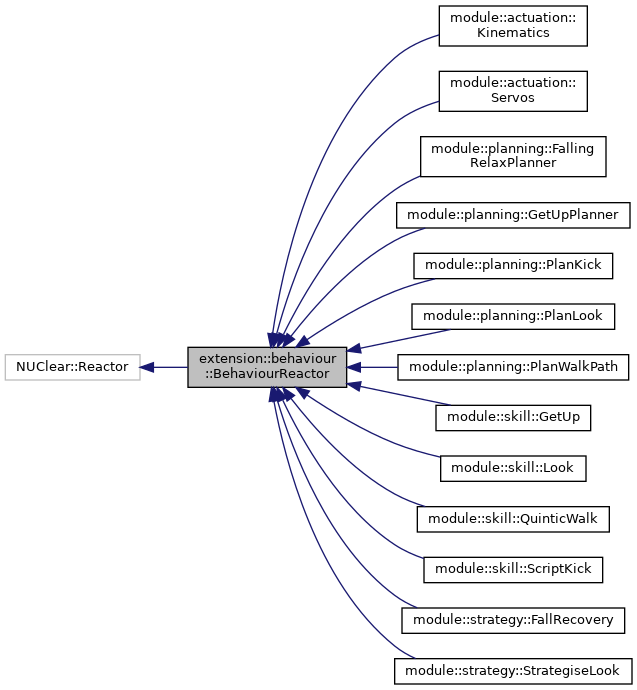 module::actuation::
Kinematics
module::actuation::
Servos
module::planning::Falling
RelaxPlanner
module::planning::GetUpPlanner
module::planning::PlanKick
module::planning::PlanLook
NUClear::Reactor
extension::behaviour
::BehaviourReactor
module::planning::PlanWalkPath
module::skill::GetUp
module::skill::Look
module::skill::QuinticWalk
module::skill::ScriptKick
module::strategy::FallRecovery
module::strategy::StrategiseLook